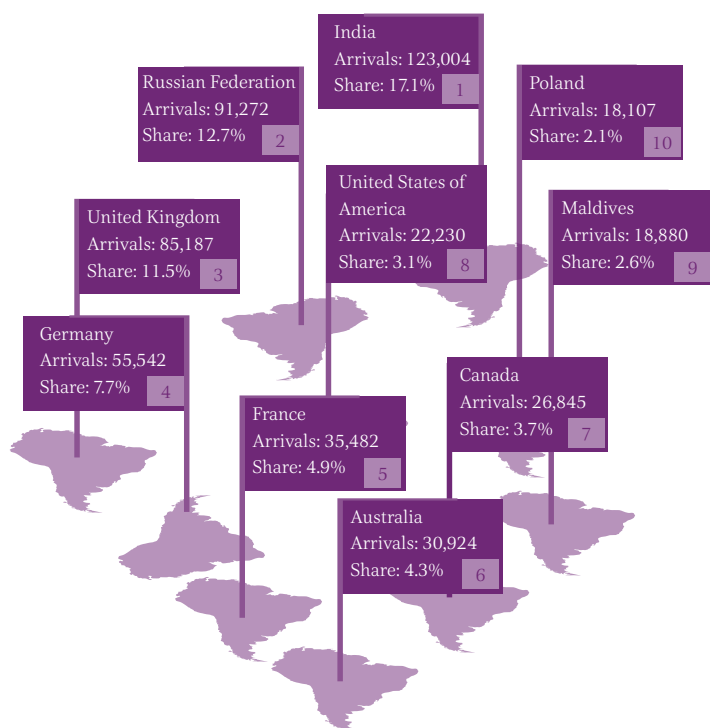 India
Arrivals: 123,004
Share: 17.1%
1
Russian Federation
Arrivals: 91,272
Share: 12.7%
2
United Kingdom
Arrivals: 85,187
Share: 11.5%
3
Germany
Arrivals: 55,542
Share: 7.7%
4
France
Arrivals: 35,482
Share: 4.9%
5
Australia
Arrivals: 30,924
Share: 4.3%
6
Canada
Arrivals: 26,845
Share: 3.7%
7
United States of
America
Arrivals: 22,230
Share: 3.1%
8
Maldives
Arrivals: 18,880
Share: 2.6%
9
Poland
Arrivals: 18,107
Share: 2.1%
10